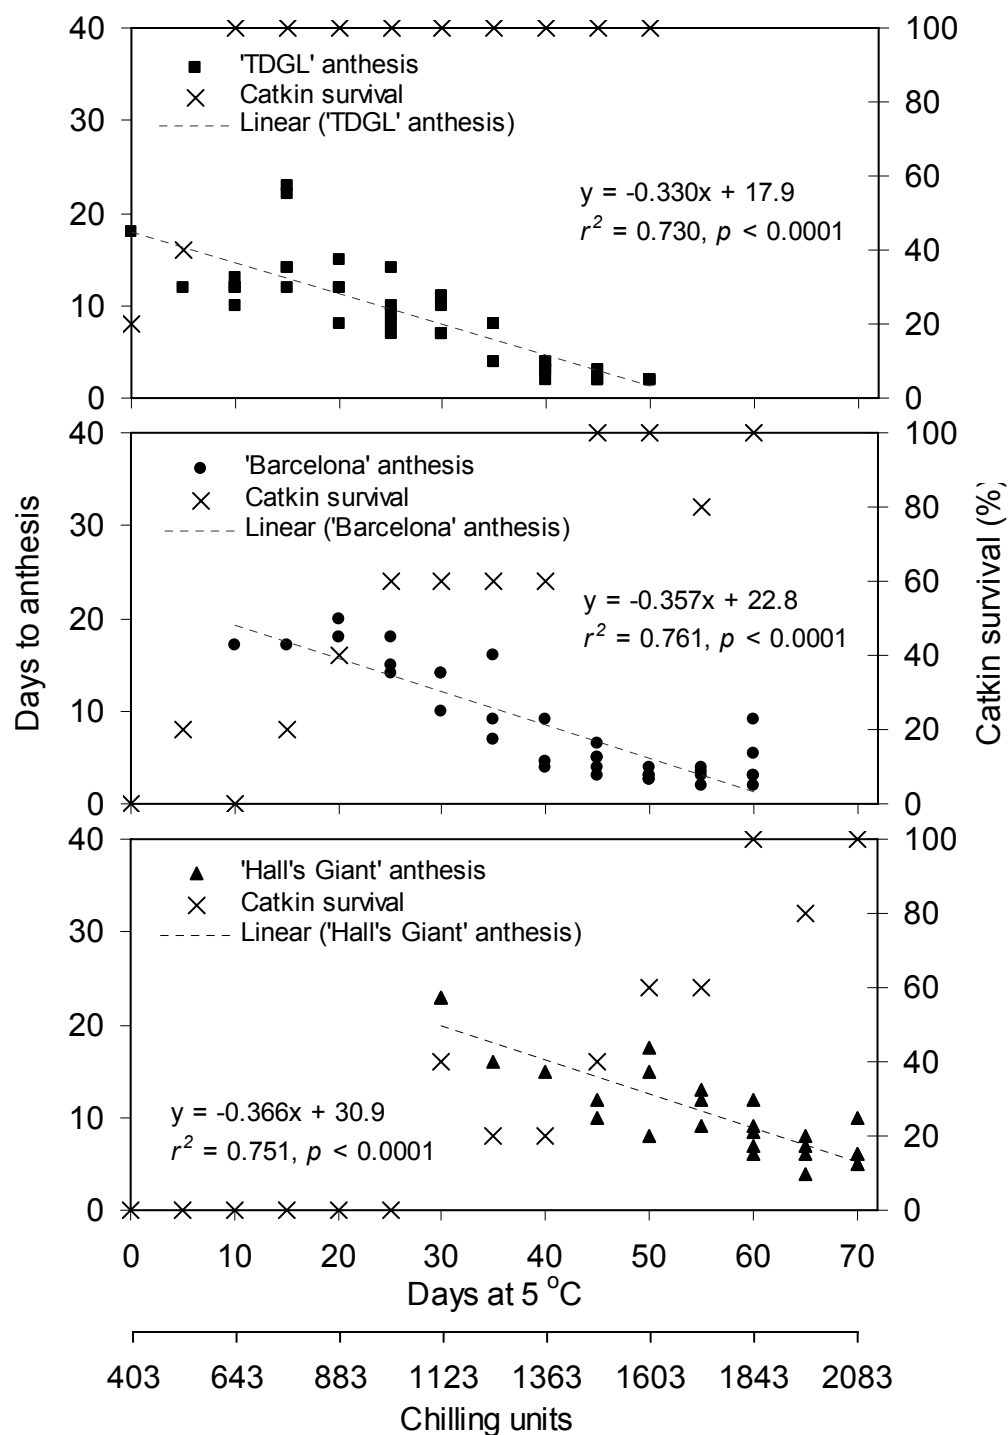 40
30
20
10
0
100
80
60
40
20
0
'TDGL' anthesis
Catkin survival
Linear ('TDGL' anthesis)
y = -0.330x + 17.9
r² = 0.730, p < 0.0001
40
30
20
10
0
100
80
60
40
20
0
'Barcelona' anthesis
Catkin survival
Linear ('Barcelona' anthesis)
y = -0.357x + 22.8
r² = 0.761, p < 0.0001
Days to anthesis
Catkin survival (%)
40
30
20
10
0
100
80
60
40
20
0
'Hall's Giant' anthesis
Catkin survival
Linear ('Hall's Giant' anthesis)
y = -0.366x + 30.9
r² = 0.751, p < 0.0001
0 10 20 30 40 50 60 70
Days at 5 °C
403 643 883 1123 1363 1603 1843 2083
Chilling units